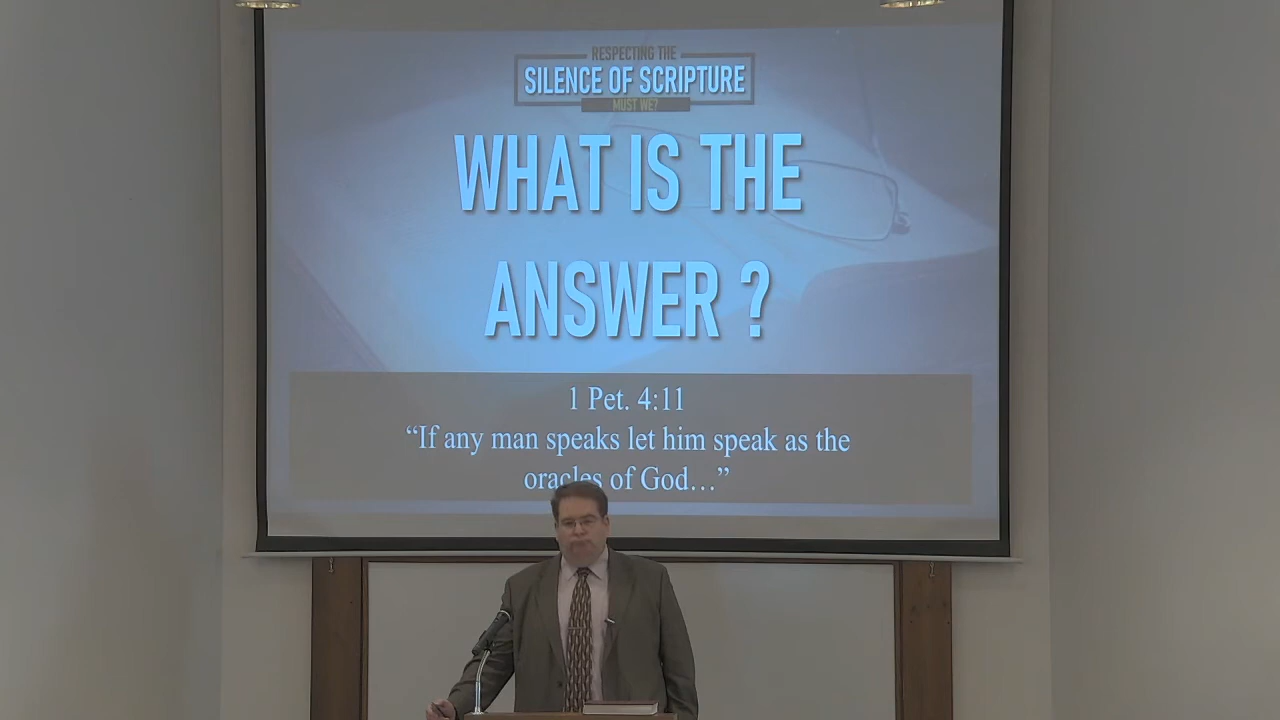 RESPECTING THE
SILENCE OF SCRIPTURE
MUST WE?
WHAT IS THE
ANSWER ?
1 Pet. 4:11
“If any man speaks let him speak as the
oracles of God…”